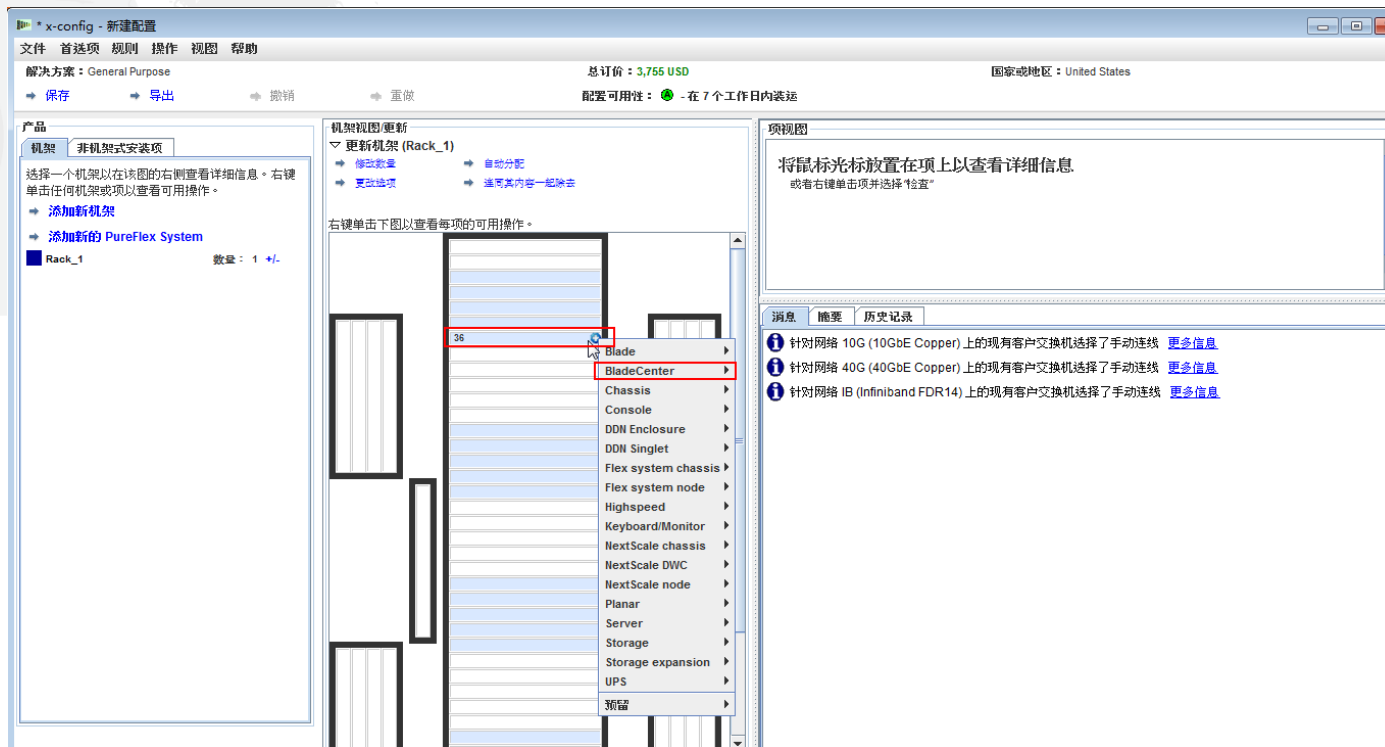 * x-config - 新建配置
文件 首选项 规则 操作 视图 帮助
解决方案：General Purpose
总订价：3,755 USD
国家或地区：United States
保存 导出 撤销 重做
配置可用性： A - 在 7 个工作日内装运
产品
机架 非机架式安装项
选择一个机架以在该图的右侧查看详细信息。右键
单击任何机架或项以查看可用操作。
添加新机架
添加新的 PureFlex System
Rack_1 数量： 1 +/-
机架视图/更新
更新机架 (Rack_1)
修改数量 自动分配
更改选项 连同其内容一起除去
右键单击下图以查看每项的可用操作。
36
Blade
BladeCenter
Chassis
Console
DDN Enclosure
DDN Singlet
Flex system chassis
Flex system node
Highspeed
Keyboard/Monitor
NextScale chassis
NextScale DWC
NextScale node
Planar
Server
Storage
Storage expansion
UPS
预留
项视图
将鼠标光标放置在项上以查看详细信息.
或者右键单击项并选择“检查”
消息 摘要 历史记录
针对网络 10G (10GbE Copper) 上的现有客户交换机选择了手动连线 更多信息
针对网络 40G (40GbE Copper) 上的现有客户交换机选择了手动连线 更多信息
针对网络 IB (Infiniband FDR14) 上的现有客户交换机选择了手动连线 更多信息